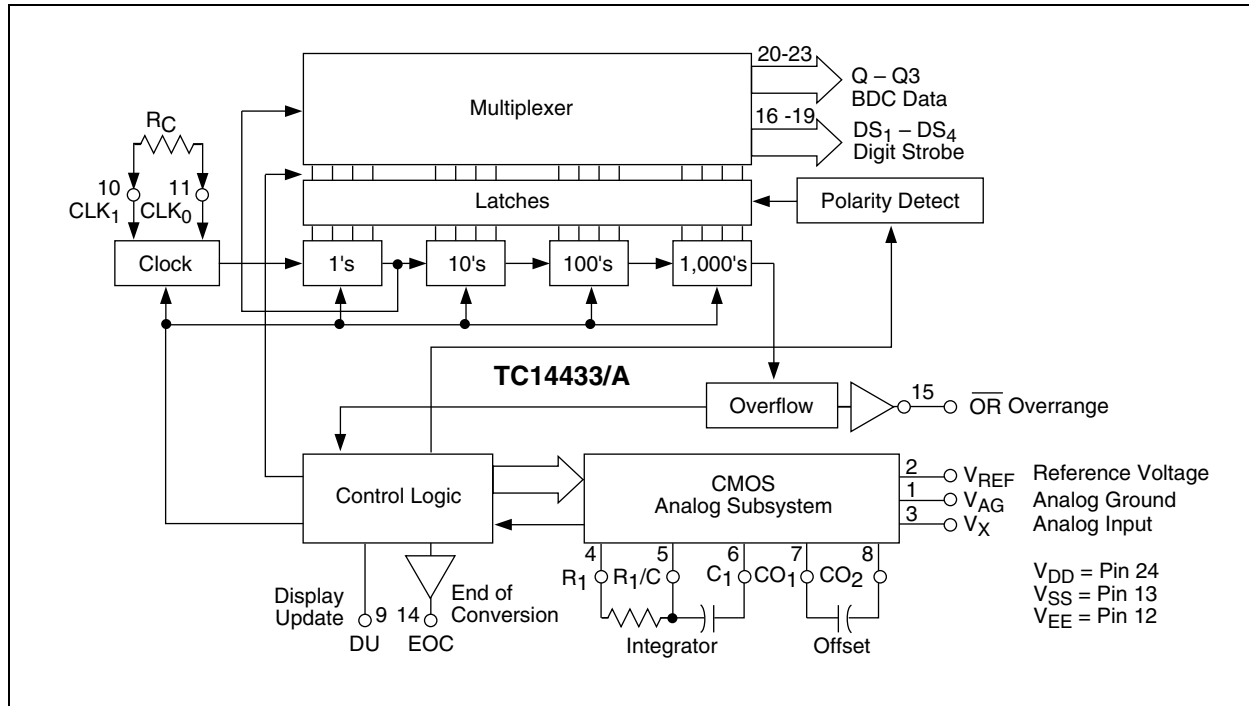 20-23
Q – Q3
BDC Data
Multiplexer
16 -19
DS1 – DS4
Digit Strobe
RC
10
11
CLK1
CLK0
Latches
Polarity Detect
Clock
1's
10's
100's
1,000's
TC14433/A
Overflow
15
OR Overrange
Control Logic
CMOS
Analog Subsystem
2
VREF
Reference Voltage
1
VAG
Analog Ground
3
VX
Analog Input
4
5
6
7
8
R1
R1/C
C1
CO1
CO2
Display
Update
9
DU
14
EOC
End of
Conversion
Integrator
Offset
VDD = Pin 24
VSS = Pin 13
VEE = Pin 12